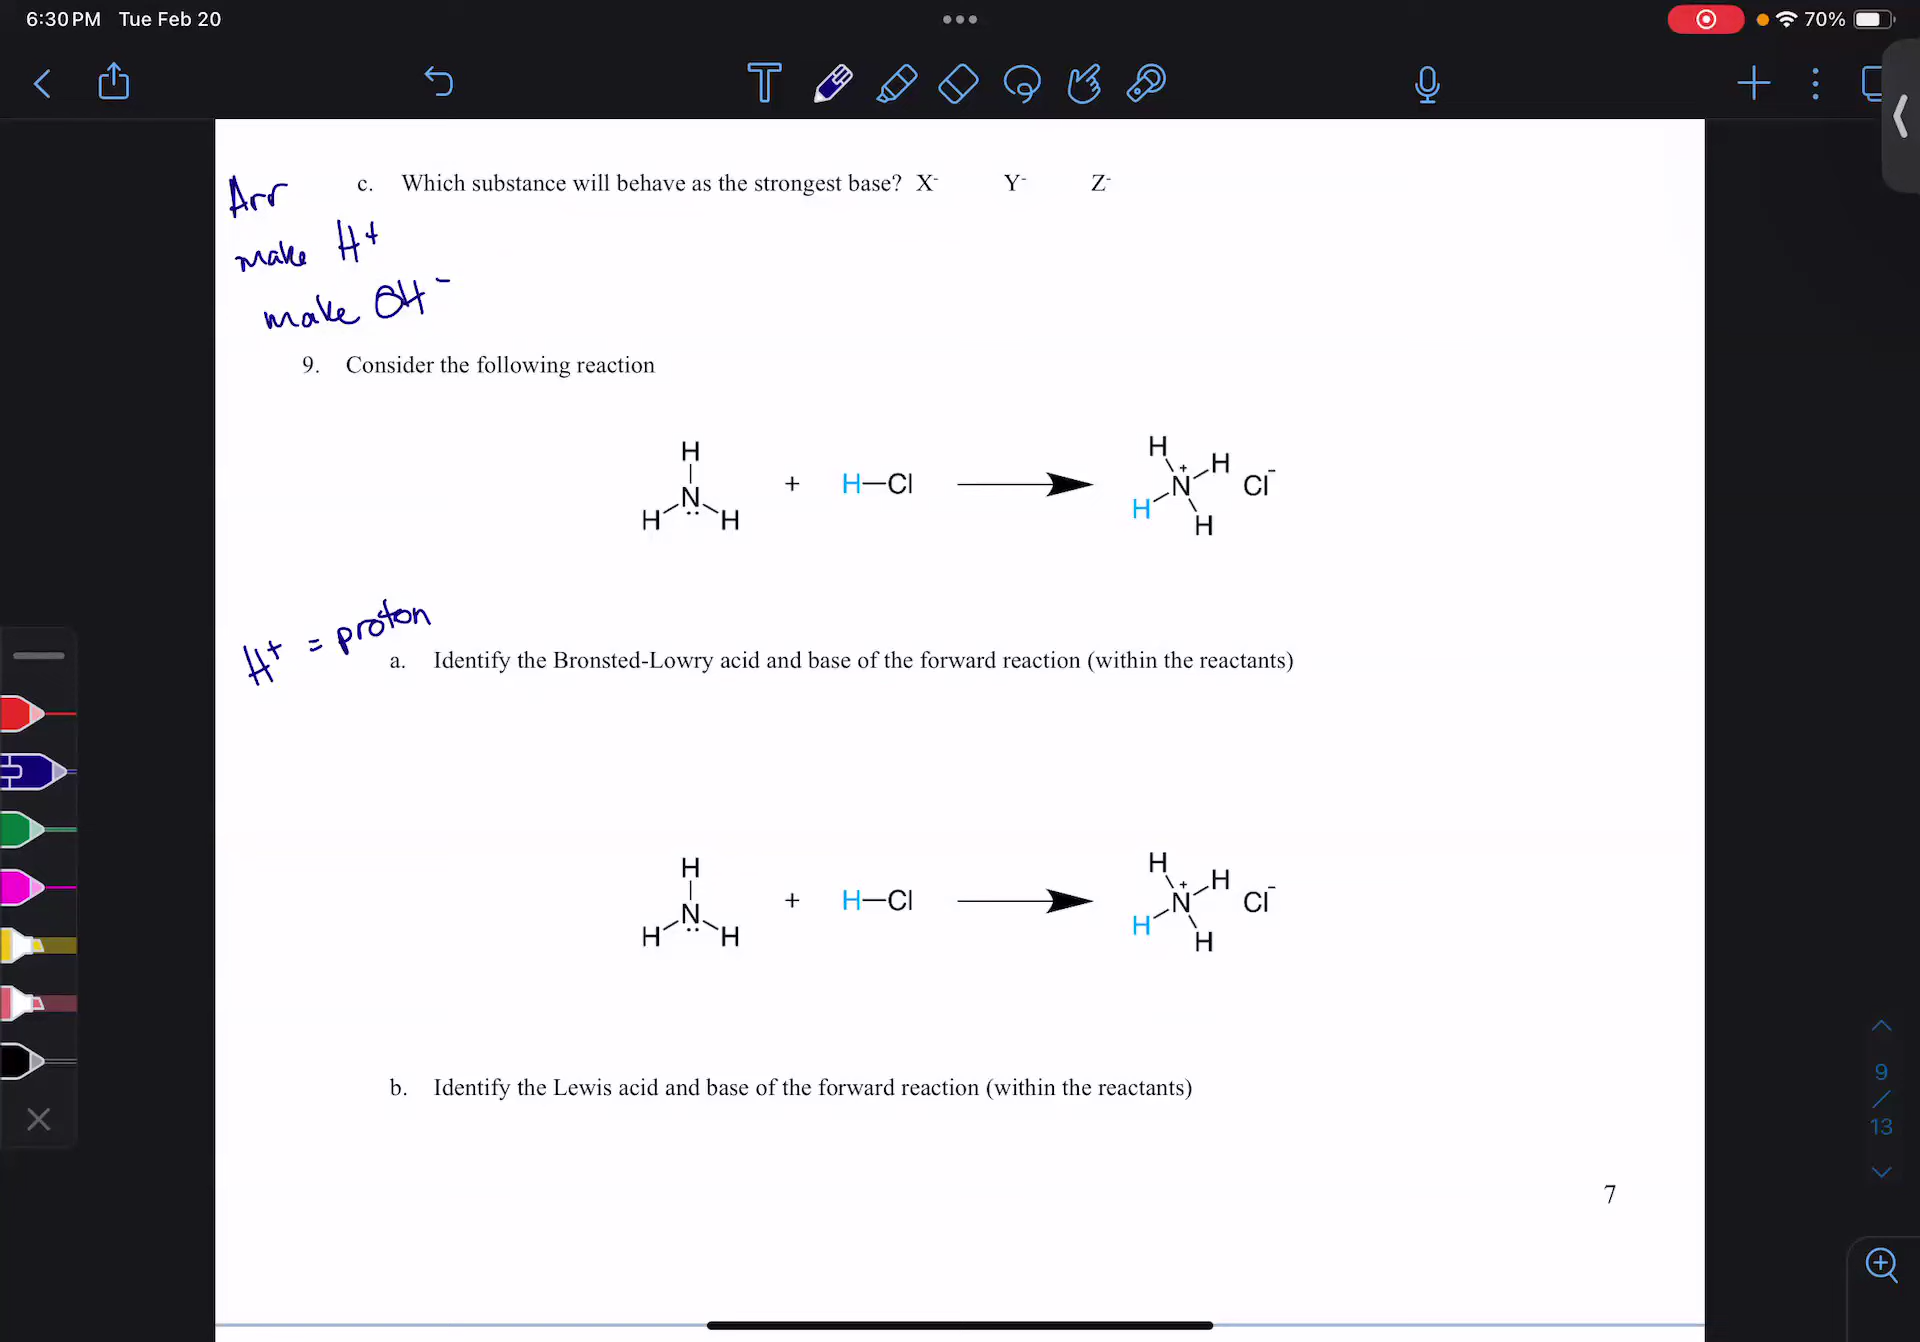 6:30 PM Tue Feb 20
70%
T
Arr
c. Which substance will behave as the strongest base? X- Y- Z-
make H+
make OH-
9. Consider the following reaction
H
N
H H
+ H—Cl
H
H
N+
H
H
Cl-
H+ = proton
a. Identify the Bronsted-Lowry acid and base of the forward reaction (within the reactants)
H
N
H H
+ H—Cl
H
H
N+
H
H
Cl-
b. Identify the Lewis acid and base of the forward reaction (within the reactants)
7
9
/
13